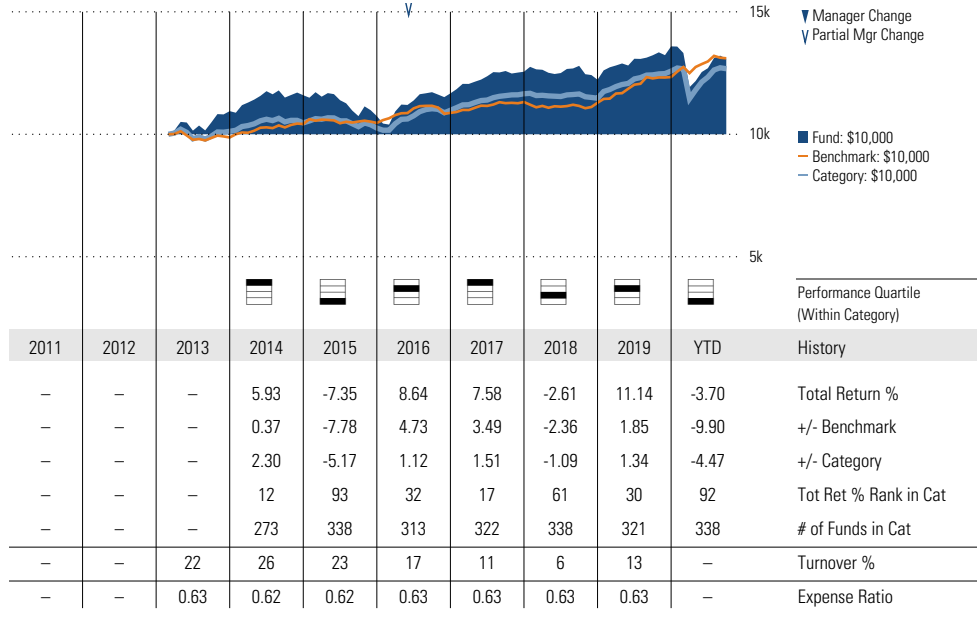 15k
Manager Change
Partial Mgr Change
10k
Fund: $10,000
Benchmark: $10,000
Category: $10,000
5k
Performance Quartile
(Within Category)
2011 2012 2013 2014 2015 2016 2017 2018 2019 YTD History
– – – 5.93 -7.35 8.64 7.58 -2.61 11.14 -3.70 Total Return %
– – – 0.37 -7.78 4.73 3.49 -2.36 1.85 -9.90 +/- Benchmark
– – – 2.30 -5.17 1.12 1.51 -1.09 1.34 -4.47 +/- Category
– – – 12 93 32 17 61 30 92 Tot Ret % Rank in Cat
– – – 273 338 313 322 338 321 338 # of Funds in Cat
– – 22 26 23 17 11 6 13 – Turnover %
– – 0.63 0.62 0.62 0.63 0.63 0.63 0.63 – Expense Ratio